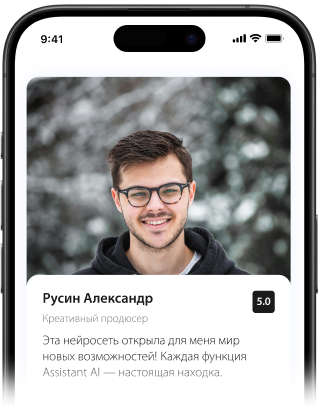 9:41
Русин Александр
5.0
Креативный продюсер
Эта нейросеть открыла для меня мир
новых возможностей! Каждая функция
Assistant AI — настоящая находка.